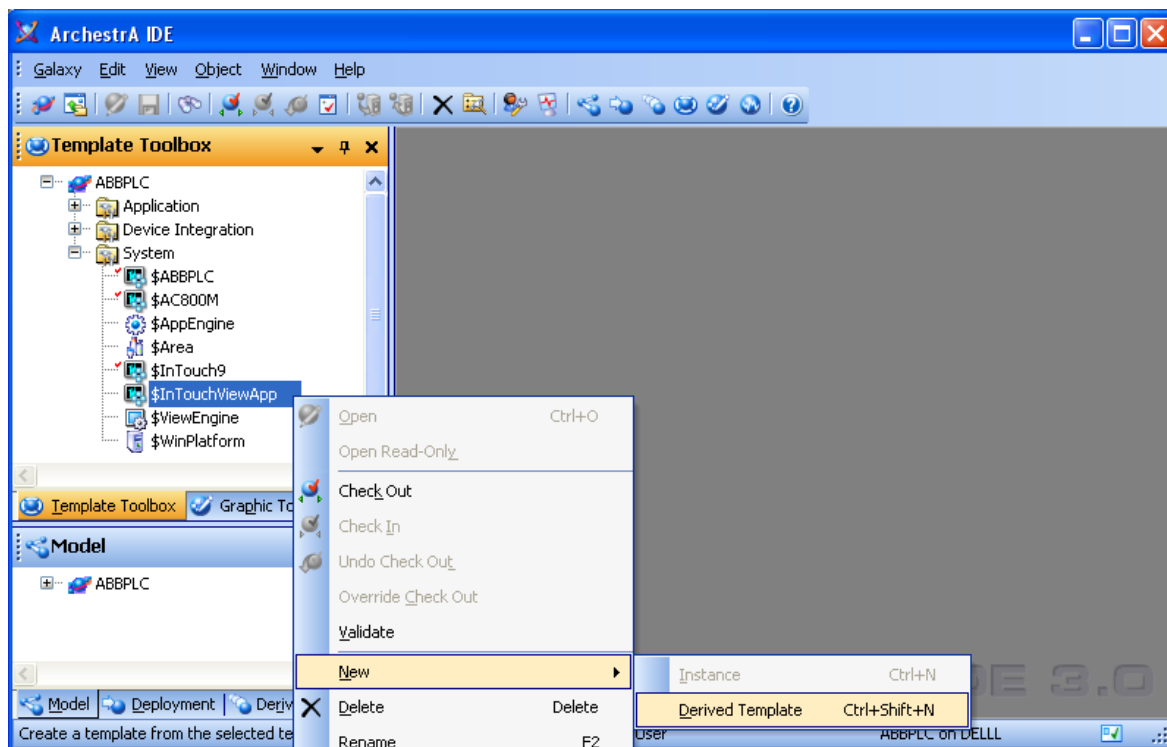 ArchestrA IDE
Galaxy Edit View Object Window Help
Template Toolbox
ABBPLC
Application
Device Integration
System
$ABBPLC
$AC800M
$AppEngine
$Area
$InTouch9
$InTouchViewApp
$ViewEngine
$WinPlatform
Template Toolbox Graphic To
Model
ABBPLC
Model Deployment Deriv
Create a template from the selected te
Open Ctrl+O
Open Read-Only
Check Out
Check In
Undo Check Out
Override Check Out
Validate
New
Delete Delete
Rename F2
Instance Ctrl+N
Derived Template Ctrl+Shift+N
DE 3.0
User ABBPLC on DELLL